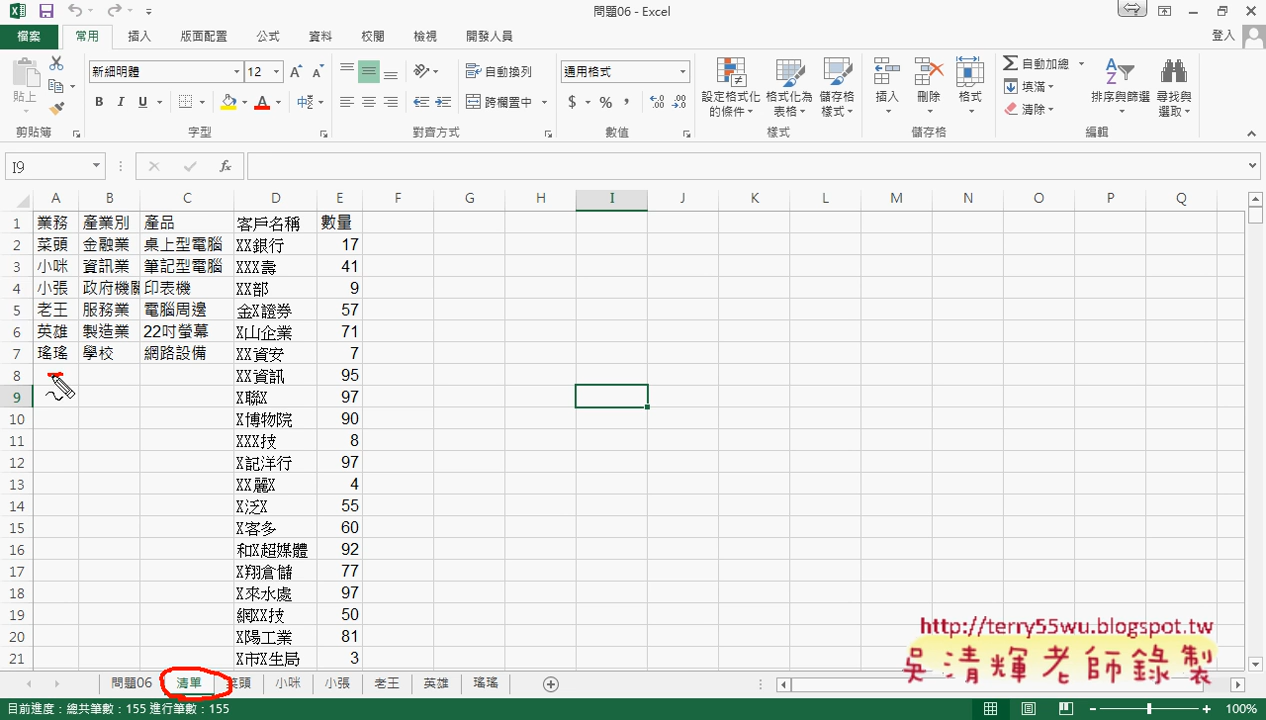 問題06 - Excel
檔案 常用 插入 版面配置 公式 資料 校閱 檢視 開發人員 登入
貼上 新細明體 12 自動換列 通用格式 設定格式化的條件 格式化為表格 儲存格樣式 插入 刪除 格式 自動加總 填滿 清除 排序與篩選 尋找與選取
B I U 跨欄置中 $ % ,
剪貼簿 字型 對齊方式 數值 樣式 儲存格 編輯
I9 fx
A B C D E F G H I J K L M N O P Q
1 業務 產業別 產品 客戶名稱 數量
2 菜頭 金融業 桌上型電腦 XX銀行 17
3 小咪 資訊業 筆記型電腦 XXX壽 41
4 小張 政府機關 印表機 XX部 9
5 老王 服務業 電腦周邊 金X證券 57
6 英雄 製造業 22吋螢幕 X山企業 71
7 瑤瑤 學校 網路設備 XX資安 7
8 XX資訊 95
9 X聯X 97
10 X博物院 90
11 XXX技 8
12 X記洋行 97
13 XX麗X 4
14 X泛X 55
15 X客多 60
16 和X超媒體 92
17 X翔倉儲 77
18 X來水處 97
19 網XX技 50
20 X陽工業 81
21 X市X生局 3
http://terry55wu.blogspot.tw
吳清輝老師錄製
問題06 清單 菜頭 小咪 小張 老王 英雄 瑤瑤
目前進度：總共筆數：155 進行筆數：155 100%